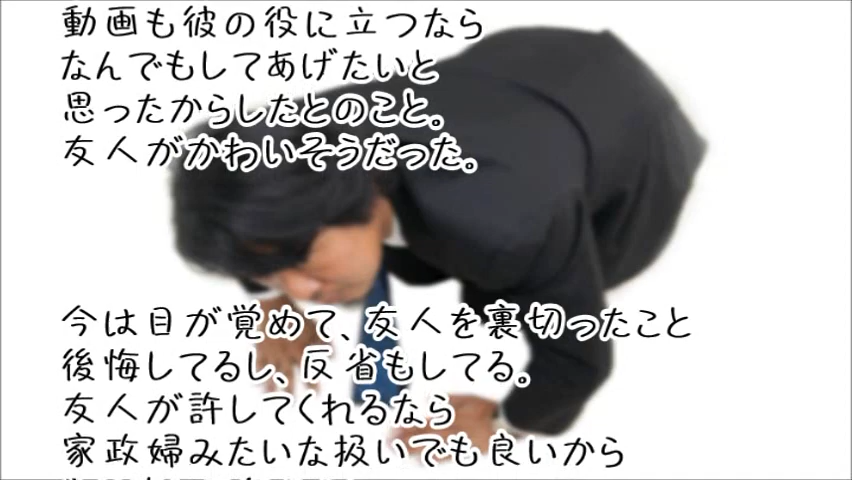 動画も彼の役に立つなら
なんでもしてあげたいと
思ったからしたとのこと。
友人がかわいそうだった。
今は目が覚めて、友人を裏切ったこと
後悔してるし、反省もしてる。
友人が許してくれるなら
家政婦みたいな扱いでも良いから